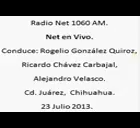 Radio Net 1060 AM.
Net en Vivo.
Conduce: Rogelio González Quiroz,
Ricardo Chávez Carbajal,
Alejandro Velasco.
Cd. Juárez,  Chihuahua.
23 Julio 2013.